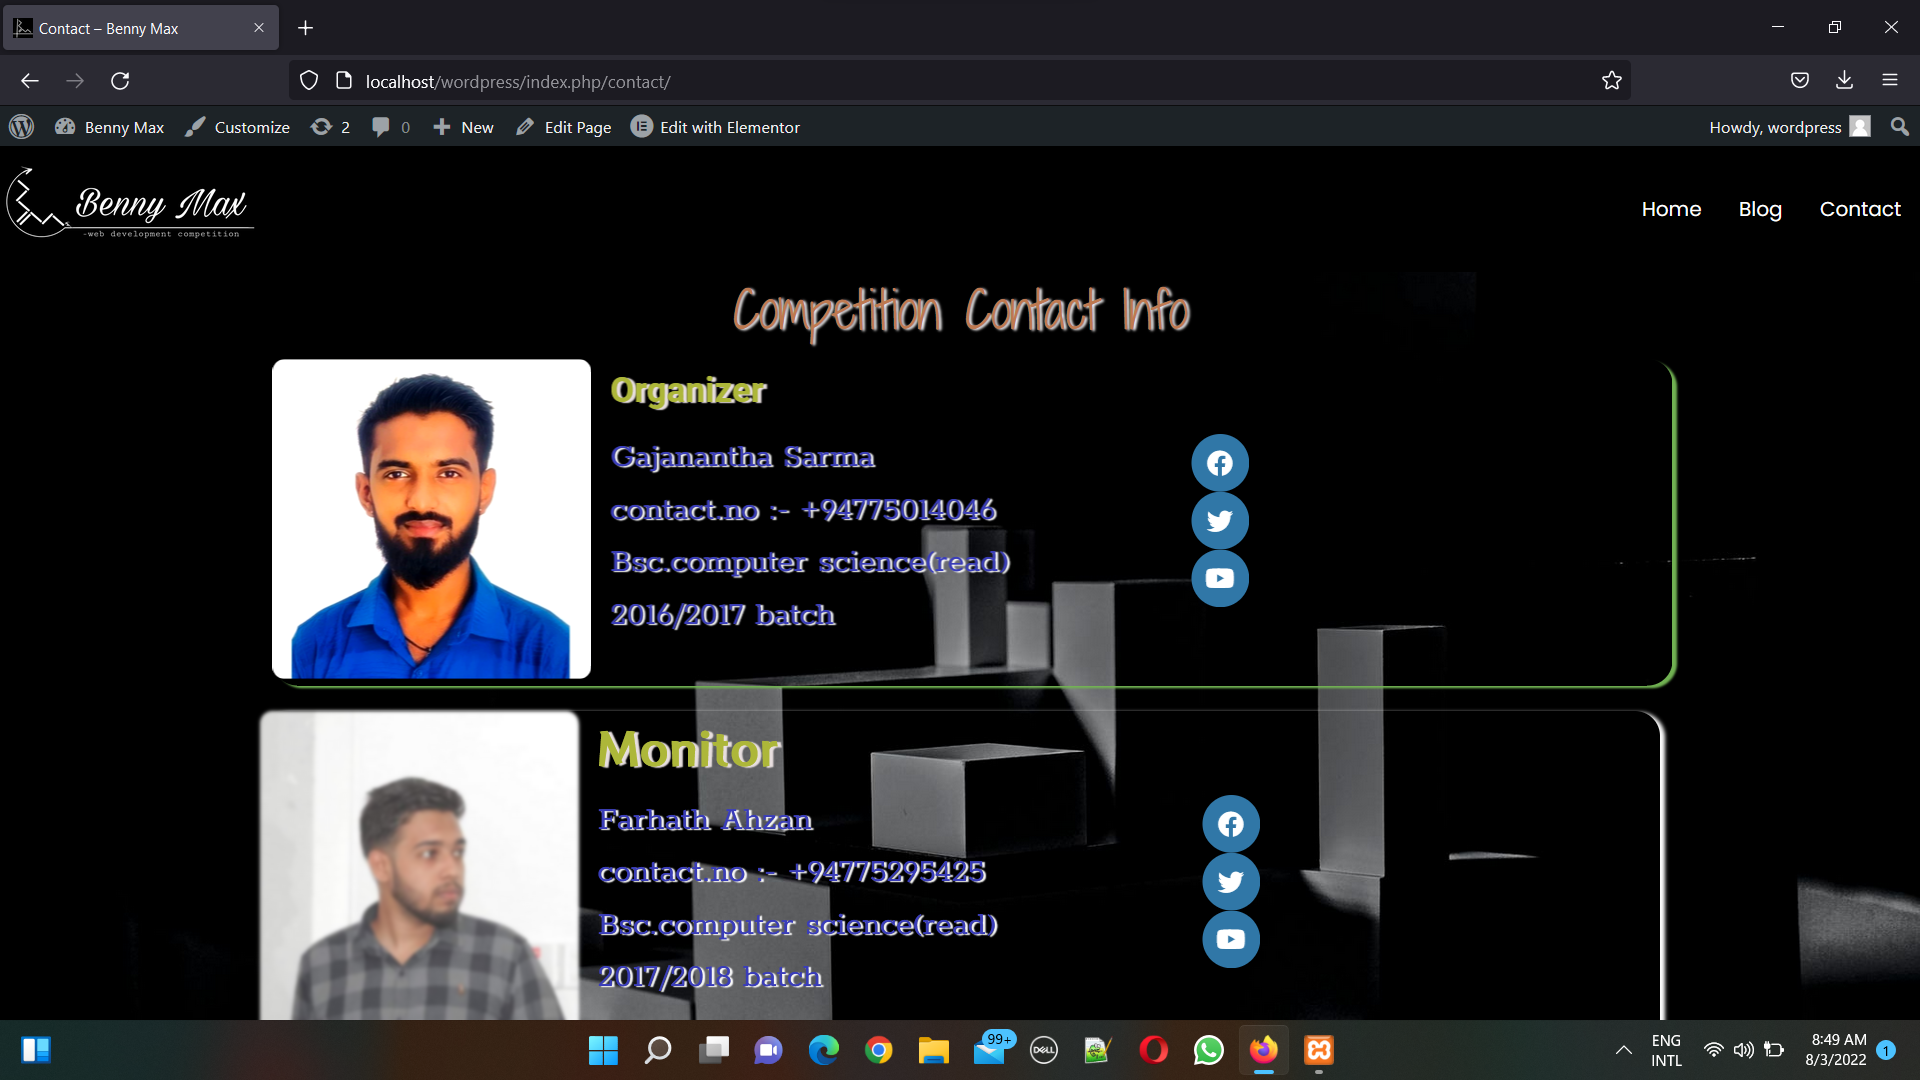 Contact – Benny Max
localhost/wordpress/index.php/contact/
Benny Max
Customize
2
0
New
Edit Page
Edit with Elementor
Howdy, wordpress
Benny Max
-web development competition
Home
Blog
Contact
Competition Contact Info
Organizer
Gajanantha Sarma
contact.no :- +94775014046
Bsc.computer science(read)
2016/2017 batch
Monitor
Farhath Ahzan
contact.no :- +94775295425
Bsc.computer science(read)
2017/2018 batch
99+
DELL
ENG
INTL
8:49 AM
8/3/2022
1